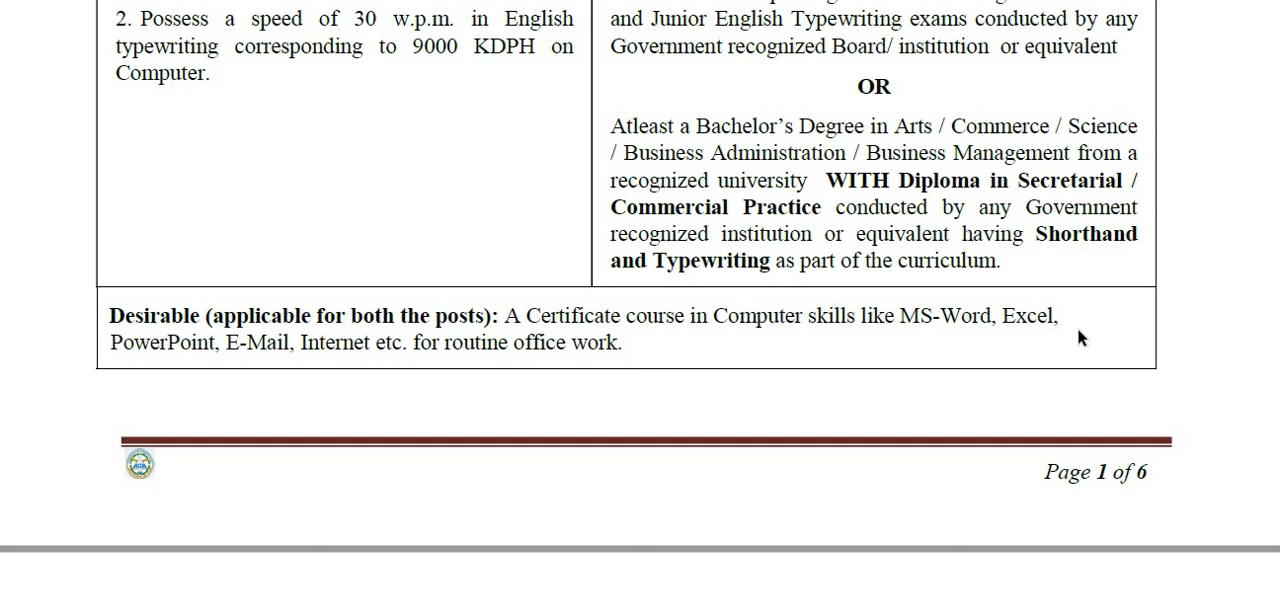 2. Possess a speed of 30 w.p.m. in English
typewriting corresponding to 9000 KDPH on
Computer.
and Junior English Typewriting exams conducted by any
Government recognized Board/ institution or equivalent
OR
Atleast a Bachelor’s Degree in Arts / Commerce / Science
/ Business Administration / Business Management from a
recognized university WITH Diploma in Secretarial /
Commercial Practice conducted by any Government
recognized institution or equivalent having Shorthand
and Typewriting as part of the curriculum.
Desirable (applicable for both the posts): A Certificate course in Computer skills like MS-Word, Excel,
PowerPoint, E-Mail, Internet etc. for routine office work.
Page 1 of 6